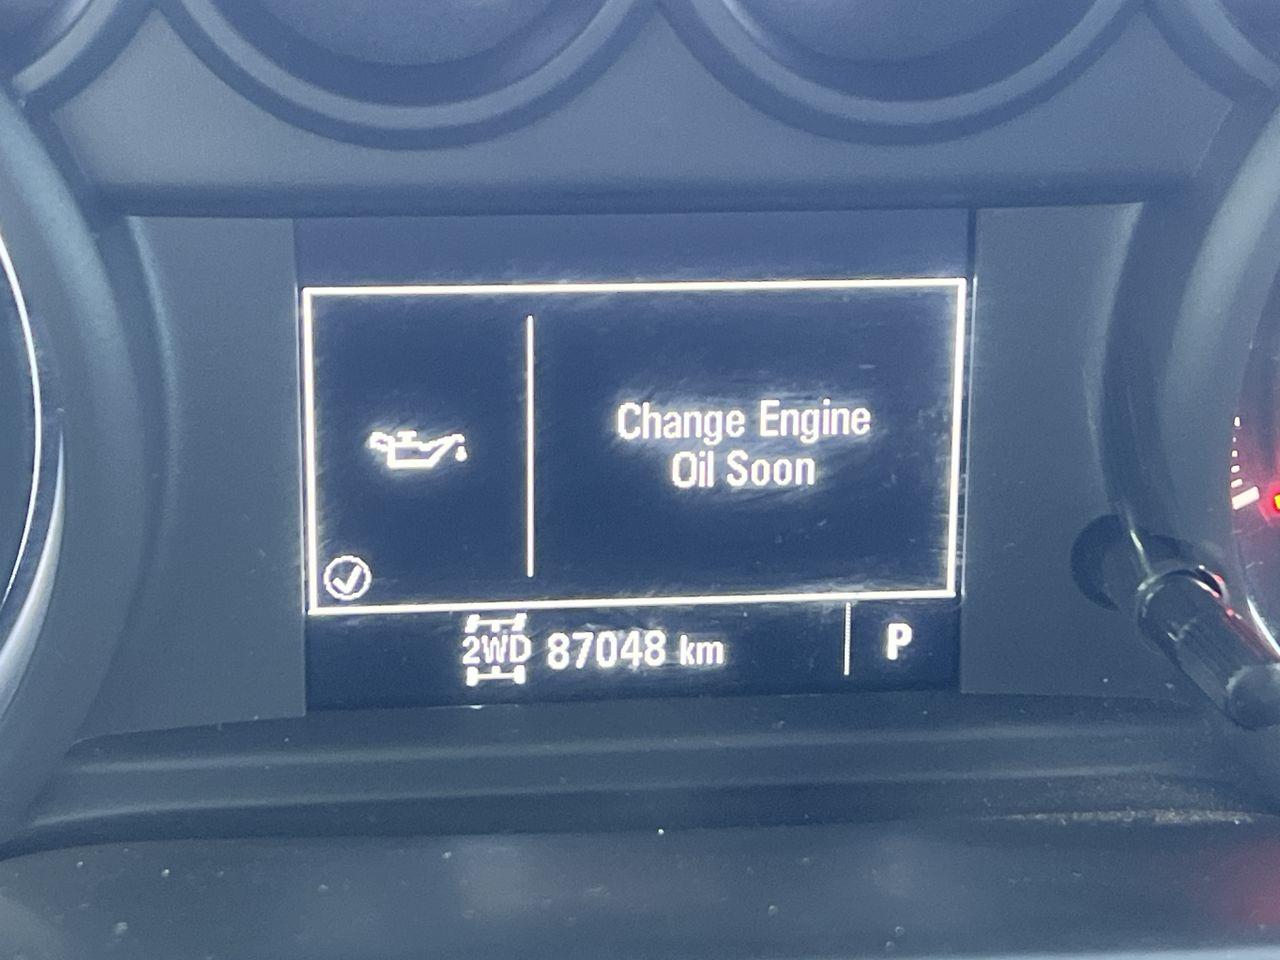 Change Engine
Oil Soon
2WD 87048 km P